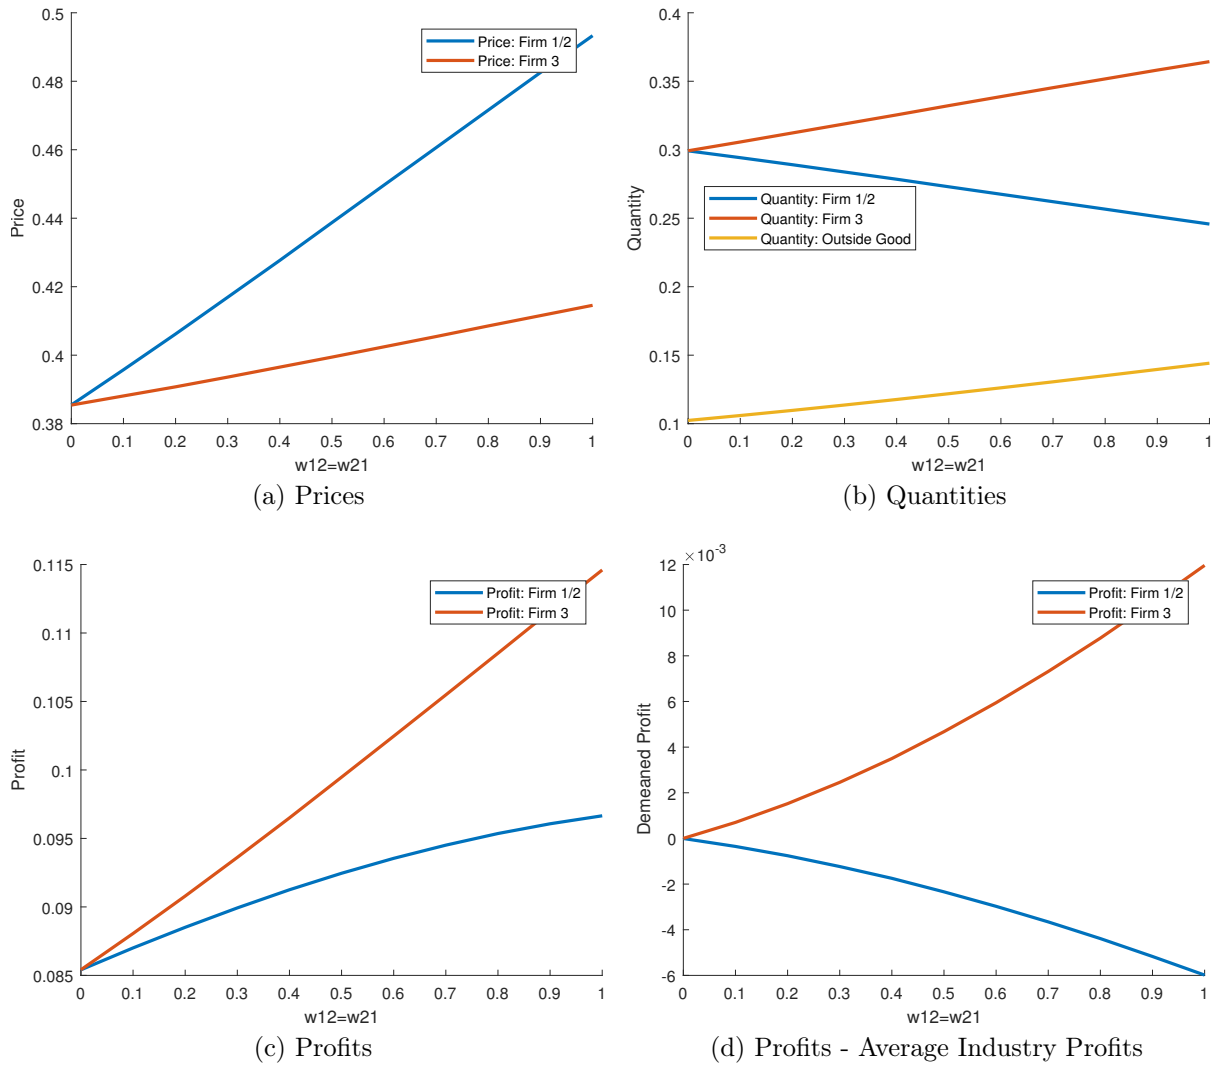 0.5
0.48
0.46
0.44
0.42
0.4
0.38
Price
Price: Firm 1/2
Price: Firm 3
0 0.1 0.2 0.3 0.4 0.5 0.6 0.7 0.8 0.9 1
w12=w21
(a) Prices
0.4
0.35
0.3
0.25
0.2
0.15
0.1
Quantity
Quantity: Firm 1/2
Quantity: Firm 3
Quantity: Outside Good
0 0.1 0.2 0.3 0.4 0.5 0.6 0.7 0.8 0.9 1
w12=w21
(b) Quantities
0.115
0.11
0.105
0.1
0.095
0.09
0.085
Profit
Profit: Firm 1/2
Profit: Firm 3
0 0.1 0.2 0.3 0.4 0.5 0.6 0.7 0.8 0.9 1
w12=w21
(c) Profits
×10-3
12
10
8
6
4
2
0
-2
-4
-6
Demeaned Profit
Profit: Firm 1/2
Profit: Firm 3
0 0.1 0.2 0.3 0.4 0.5 0.6 0.7 0.8 0.9 1
w12=w21
(d) Profits - Average Industry Profits